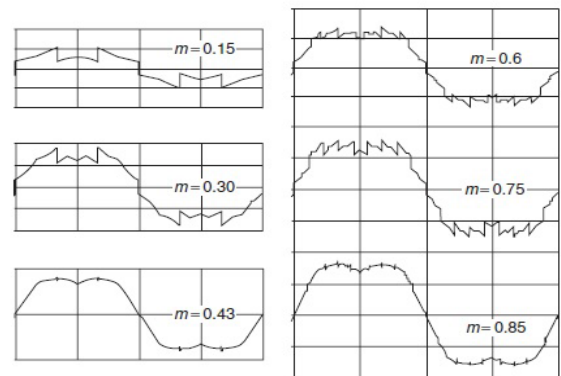 m = 0.15
m = 0.30
m = 0.43
m = 0.6
m = 0.75
m = 0.85